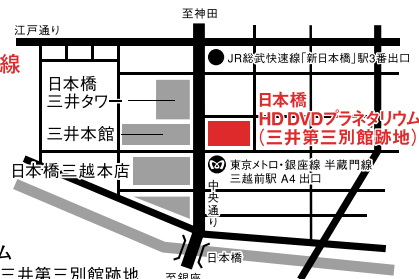 至神田
江戸通り
線
JR総武快速線「新日本橋」駅3番出口
日本橋
三井タワー
三井本館
日本橋
HD DVDプラネタリウム
(三井第三別館跡地)
日本橋三越本店
東京メトロ・銀座線 半蔵門線
三越前駅 A4 出口
中央通り
日本橋
ム
三井第三別館跡地
至銀座